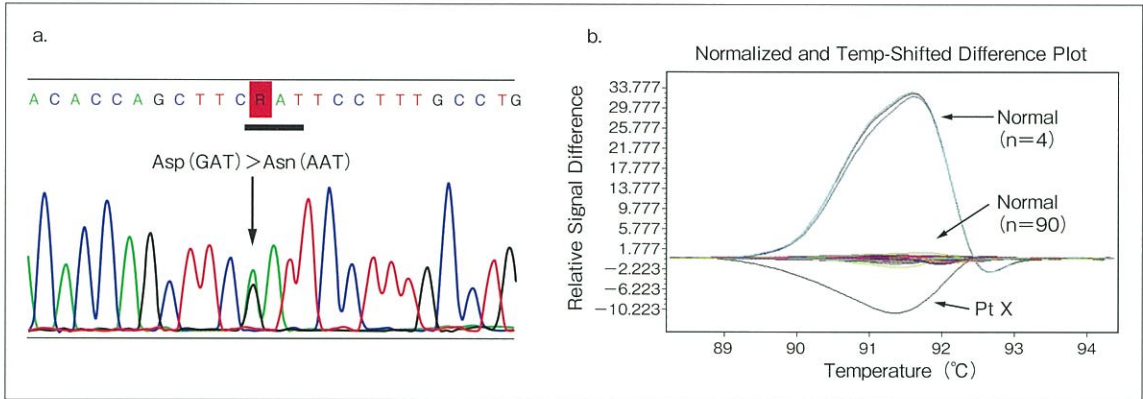 a.
A C A C C A G C T T C R A T T C C T T T G C C T G
Asp (GAT) > Asn (AAT)
b.
Normalized and Temp-Shifted Difference Plot
Relative Signal Difference
33.777
29.777
25.777
21.777
17.777
13.777
9.777
5.777
1.777
−2.223
−6.223
−10.223
Normal
(n=4)
Normal
(n=90)
Pt X
89 90 91 92 93 94
Temperature (°C)